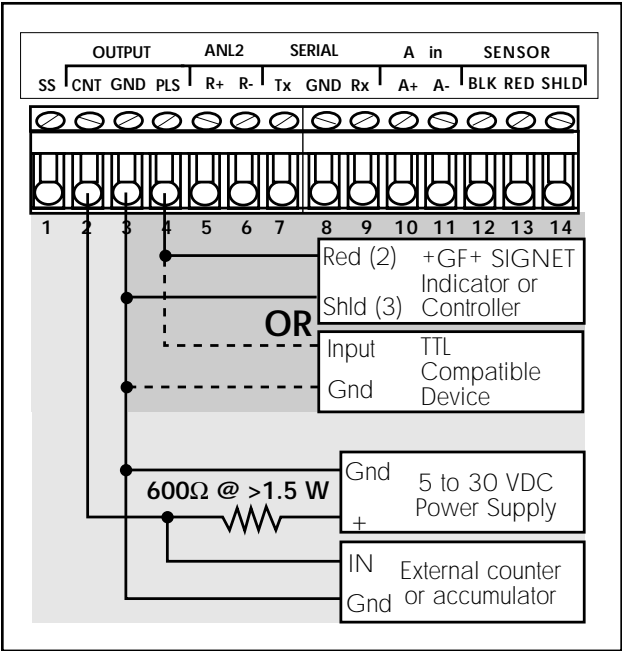 OUTPUT ANL2 SERIAL A in SENSOR
SS CNT GND PLS R+ R- Tx GND Rx A+ A- BLK RED SHLD
1 2 3 4 5 6 7 8 9 10 11 12 13 14
Red (2) +GF+ SIGNET
Indicator or
Shld (3) Controller
OR
Input TTL
Compatible
Gnd Device
Gnd 5 to 30 VDC
600Ω @ >1.5 W Power Supply
+
IN External counter
Gnd or accumulator